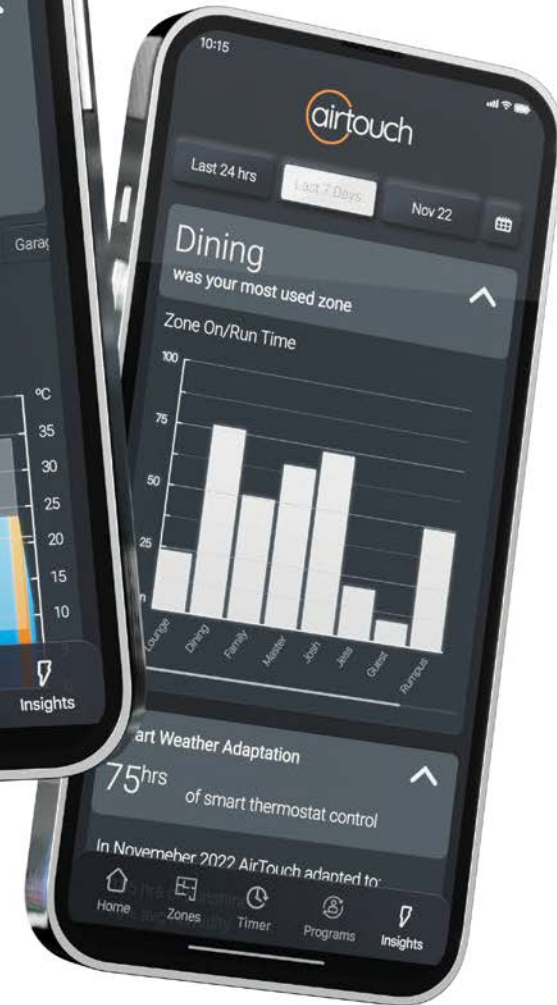 Garag
°C
35
30
25
20
15
10
Insights
10:15
airtouch
Last 24 hrs
Last 7 Days
Nov 22
Dining
was your most used zone
Zone On/Run Time
100
75
50
25
Lounge
Dining
Family
Master
Josh
Jess
Guest
Rumpus
art Weather Adaptation
75hrs of smart thermostat control
In Novemeber 2022 AirTouch adapted to:
Home
Zones
Timer
Programs
Insights